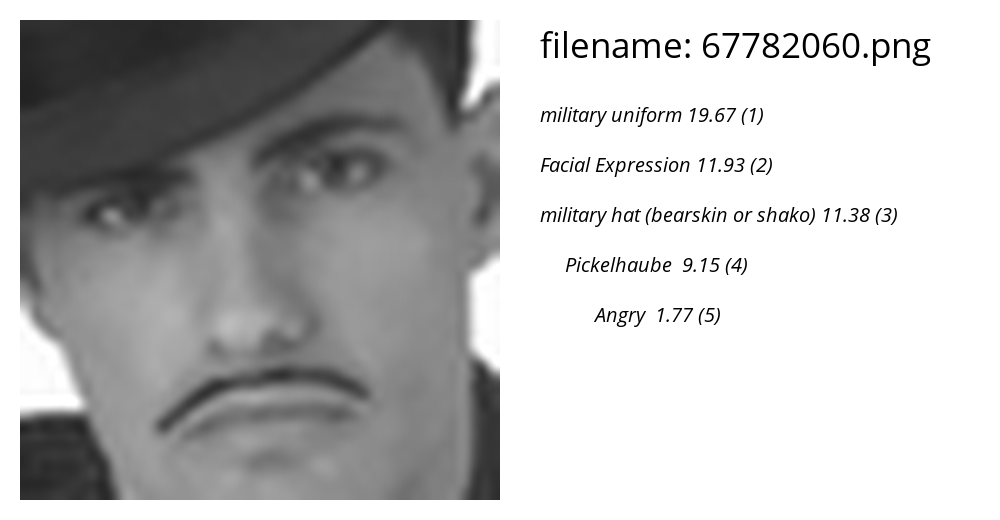 filename: 67782060.png
military uniform 19.67 (1)
Facial Expression 11.93 (2)
military hat (bearskin or shako) 11.38 (3)
Pickelhaube 9.15 (4)
Angry 1.77 (5)